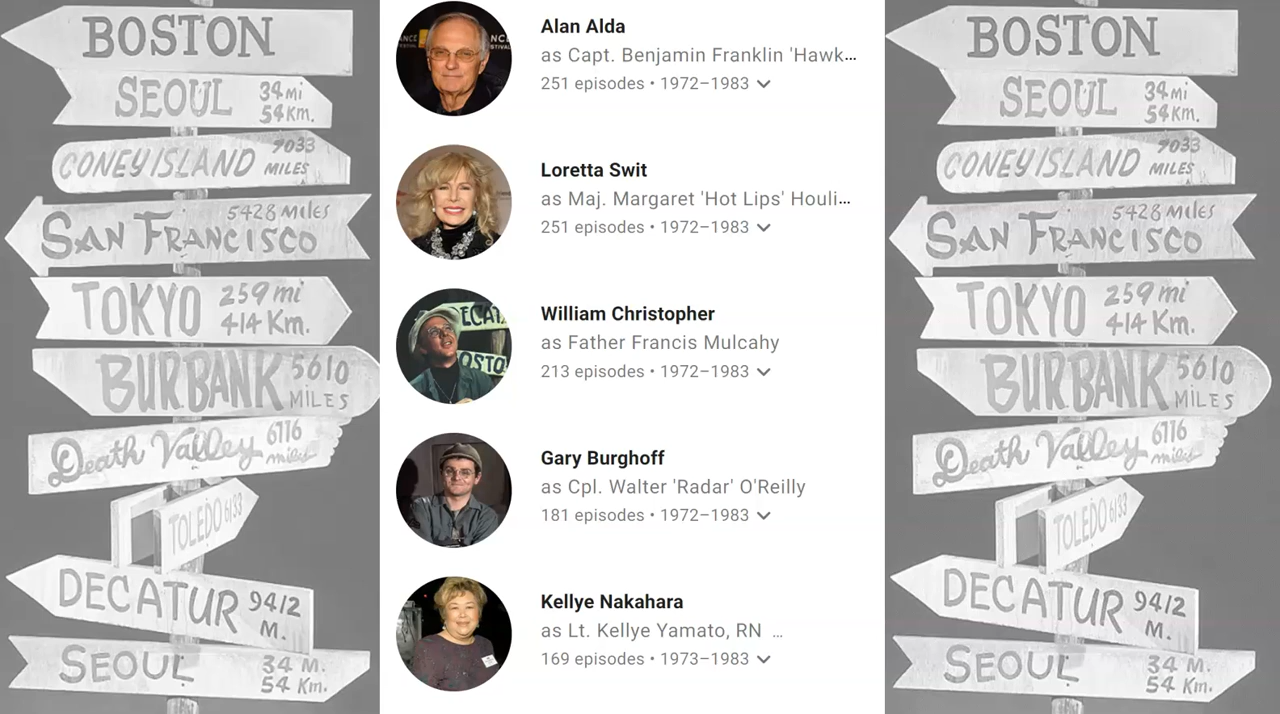 BOSTON
SEOUL 34 Mi
54 Km.
CONEY ISLAND 7033
MILES
5428 MILES
SAN FRANCISCO
TOKYO 259 mi
414 Km.
BURBANK 5610
MILES
Death Valley 6116
miles
TOLEDO 6133
DECATUR 9412
M.
SEOUL 34 M.
54 Km.
Alan Alda
as Capt. Benjamin Franklin 'Hawk...
251 episodes • 1972–1983
Loretta Swit
as Maj. Margaret 'Hot Lips' Houli...
251 episodes • 1972–1983
DECAT
BOSTO
William Christopher
as Father Francis Mulcahy
213 episodes • 1972–1983
Gary Burghoff
as Cpl. Walter 'Radar' O'Reilly
181 episodes • 1972–1983
Kellye Nakahara
as Lt. Kellye Yamato, RN ...
169 episodes • 1973–1983
BOSTON
SEOUL 34 Mi
54 Km.
CONEY ISLAND 7033
MILES
5428 MILES
SAN FRANCISCO
TOKYO 259 mi
414 Km.
BURBANK 5610
MILES
Death Valley 6116
miles
TOLEDO 6133
DECATUR 9412
M.
SEOUL 34 M.
54 Km.